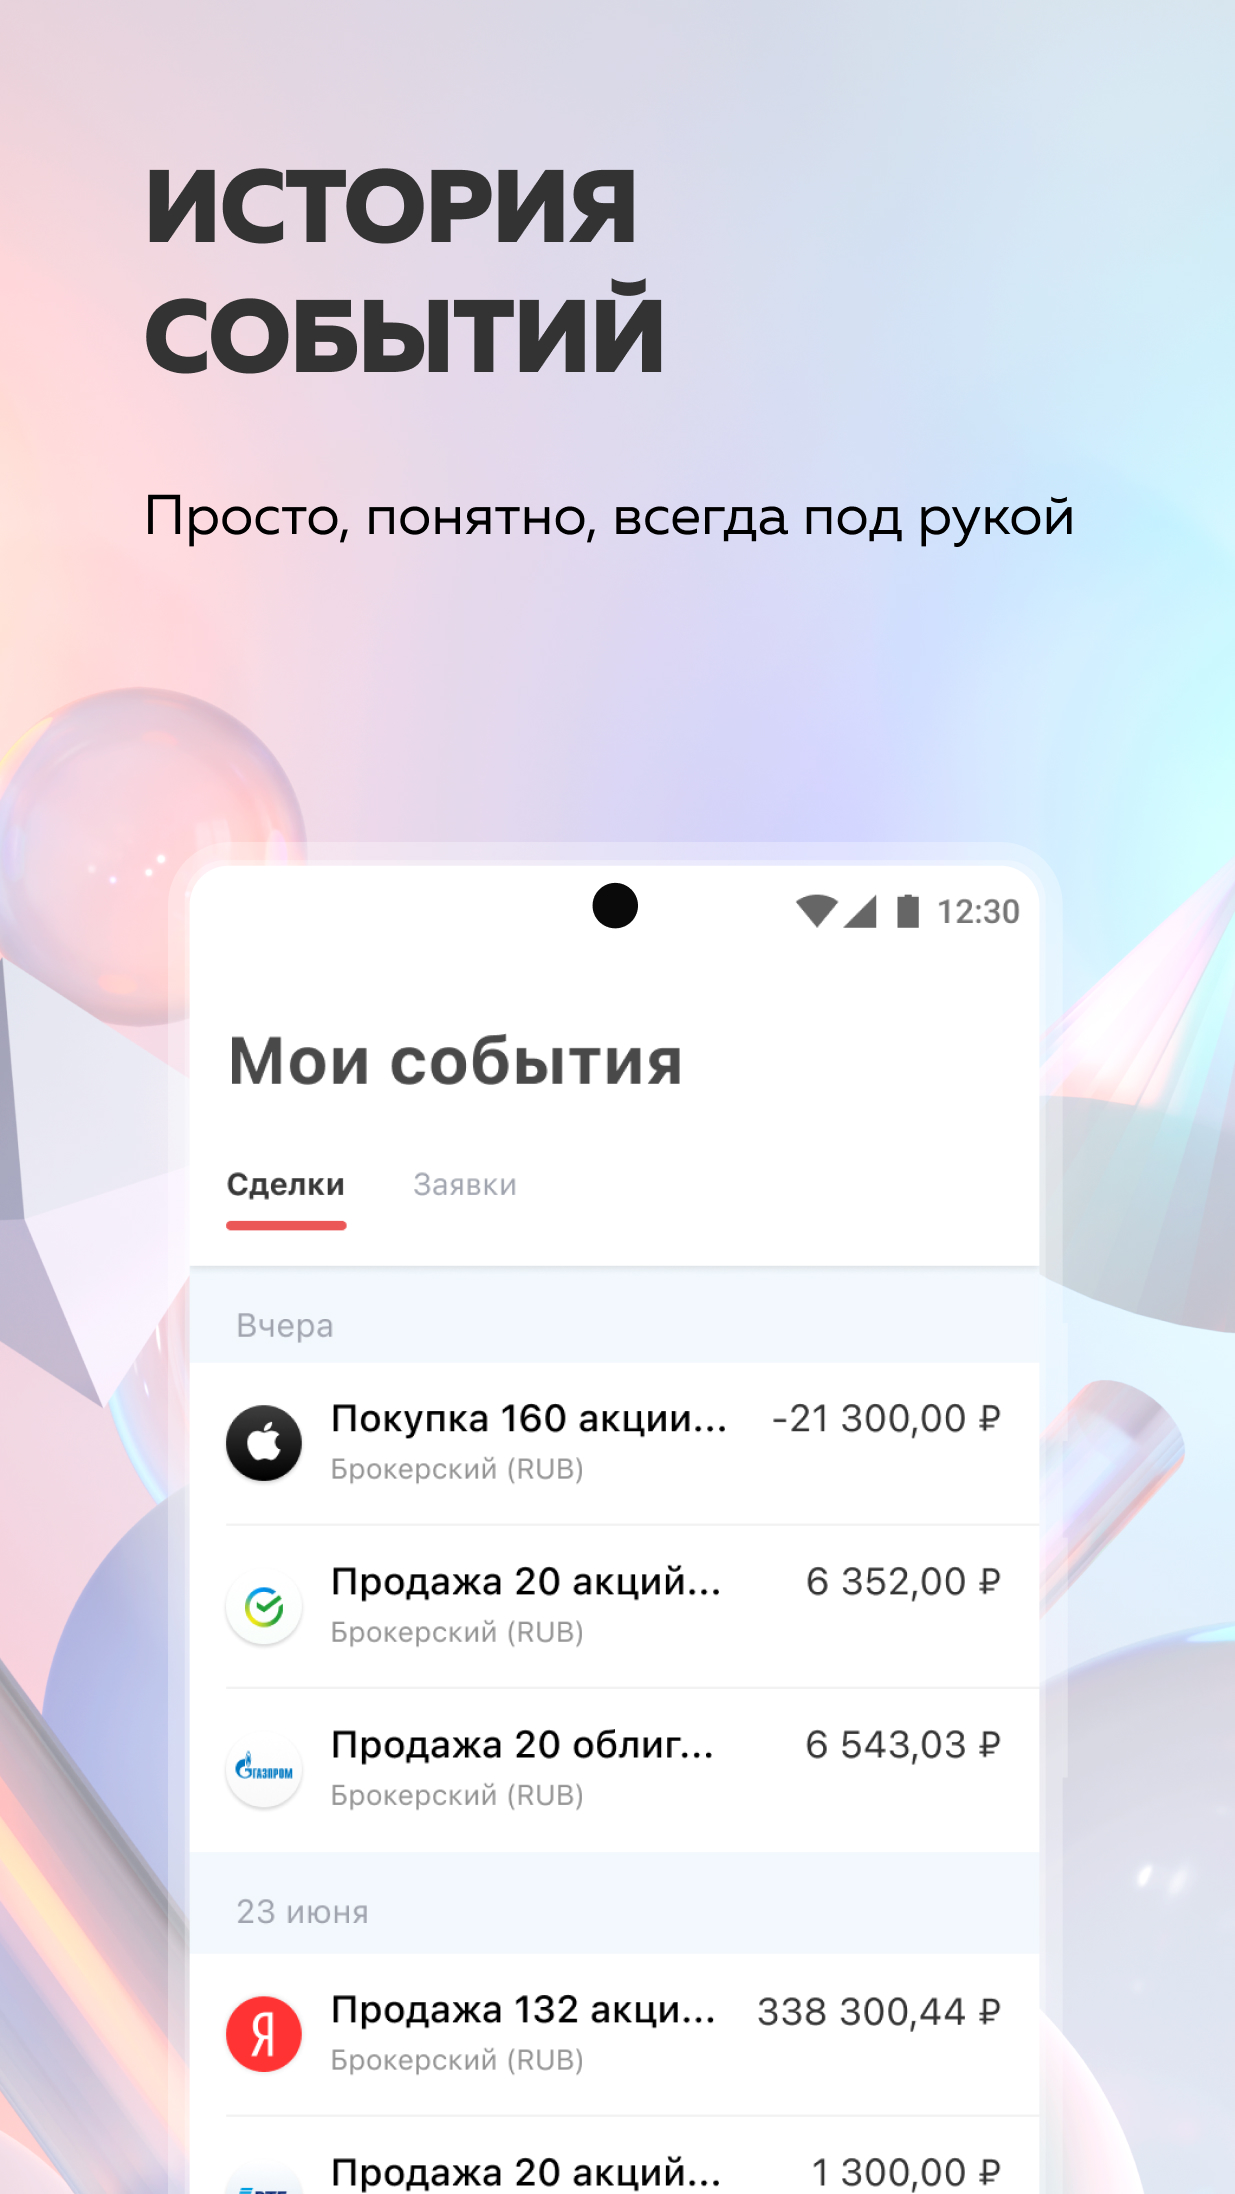 ИСТОРИЯ
СОБЫТИЙ
Просто, понятно, всегда под рукой
12:30
Мои события
Сделки Заявки
Вчера
Покупка 160 акции... -21 300,00 ₽
Брокерский (RUB)
Продажа 20 акций... 6 352,00 ₽
Брокерский (RUB)
Продажа 20 облиг... 6 543,03 ₽
ГАЗПРОМ
Брокерский (RUB)
23 июня
Продажа 132 акци... 338 300,44 ₽
Я
Брокерский (RUB)
Продажа 20 акций... 1 300,00 ₽